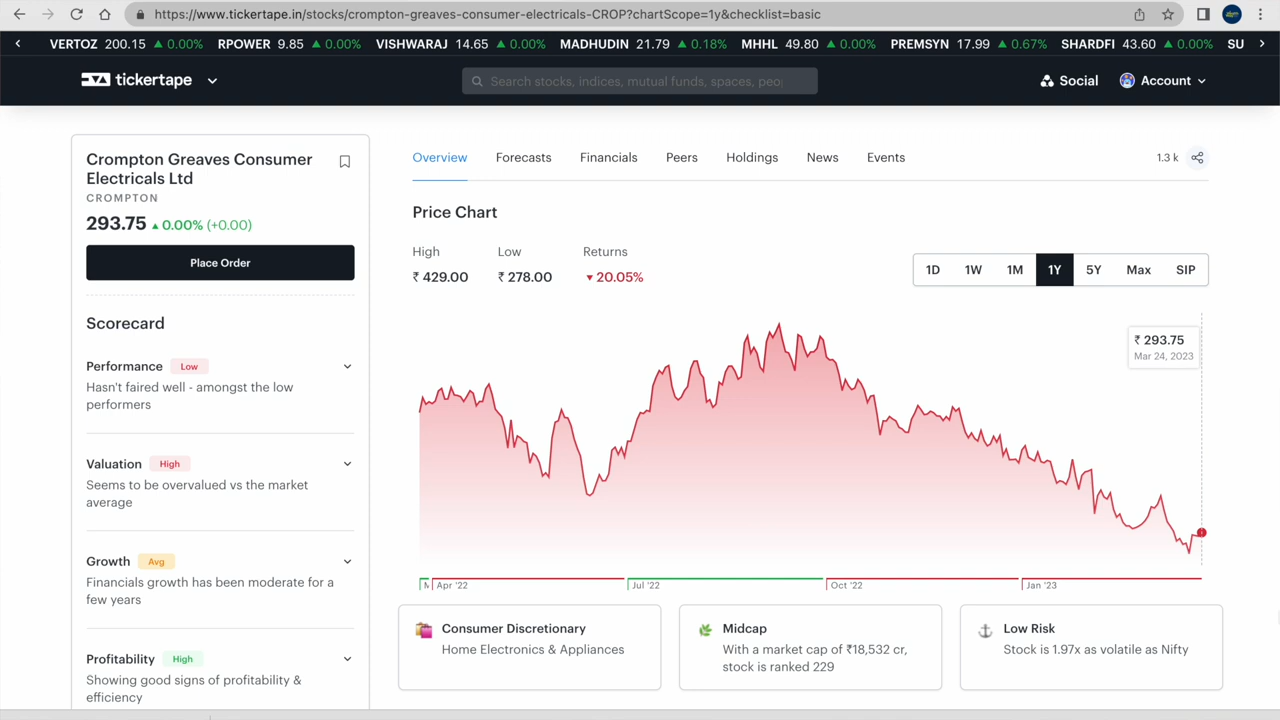 https://www.tickertape.in/stocks/crompton-greaves-consumer-electricals-CROP?chartScope=1y&checklist=basic
VERTOZ 200.15 ▲ 0.00% RPOWER 9.85 ▲ 0.00% VISHWARAJ 14.65 ▲ 0.00% MADHUDIN 21.79 ▲ 0.18% MHHL 49.80 ▲ 0.00% PREMSYN 17.99 ▲ 0.67% SHARDFI 43.60 ▲ 0.00% SU
tickertape
Search stocks, indices, mutual funds, spaces, peo
Social
Account
Crompton Greaves Consumer
Electricals Ltd
CROMPTON
293.75 ▲ 0.00% (+0.00)
Place Order
Scorecard
Performance Low
Hasn't faired well - amongst the low
performers
Valuation High
Seems to be overvalued vs the market
average
Growth Avg
Financials growth has been moderate for a
few years
Profitability High
Showing good signs of profitability &
efficiency
Overview Forecasts Financials Peers Holdings News Events
1.3 k
Price Chart
High Low Returns
₹ 429.00 ₹ 278.00 ▼ 20.05%
1D 1W 1M 1Y 5Y Max SIP
₹ 293.75
Mar 24, 2023
Apr '22 Jul '22 Oct '22 Jan '23
Consumer Discretionary
Home Electronics & Appliances
Midcap
With a market cap of ₹18,532 cr,
stock is ranked 229
Low Risk
Stock is 1.97x as volatile as Nifty